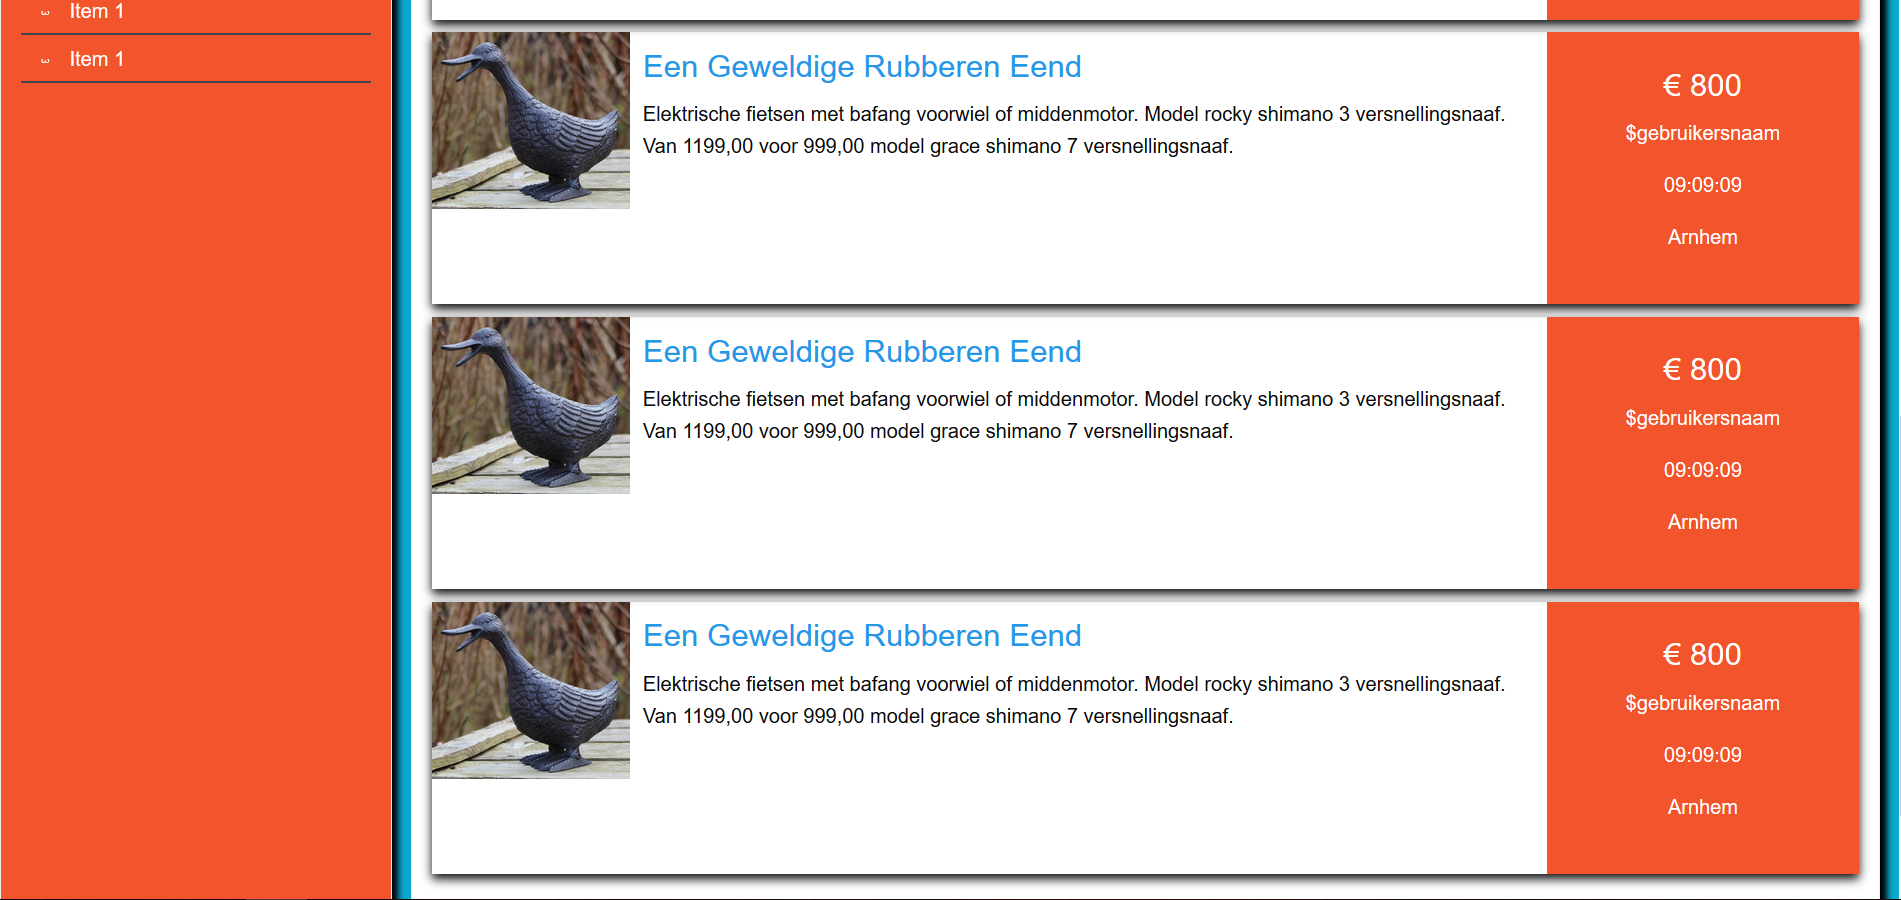 Item 1
Item 1
Een Geweldige Rubberen Eend
Elektrische fietsen met bafang voorwiel of middenmotor. Model rocky shimano 3 versnellingsnaaf.
Van 1199,00 voor 999,00 model grace shimano 7 versnellingsnaaf.
€ 800
$gebruikersnaam
09:09:09
Arnhem
Een Geweldige Rubberen Eend
Elektrische fietsen met bafang voorwiel of middenmotor. Model rocky shimano 3 versnellingsnaaf.
Van 1199,00 voor 999,00 model grace shimano 7 versnellingsnaaf.
€ 800
$gebruikersnaam
09:09:09
Arnhem
Een Geweldige Rubberen Eend
Elektrische fietsen met bafang voorwiel of middenmotor. Model rocky shimano 3 versnellingsnaaf.
Van 1199,00 voor 999,00 model grace shimano 7 versnellingsnaaf.
€ 800
$gebruikersnaam
09:09:09
Arnhem